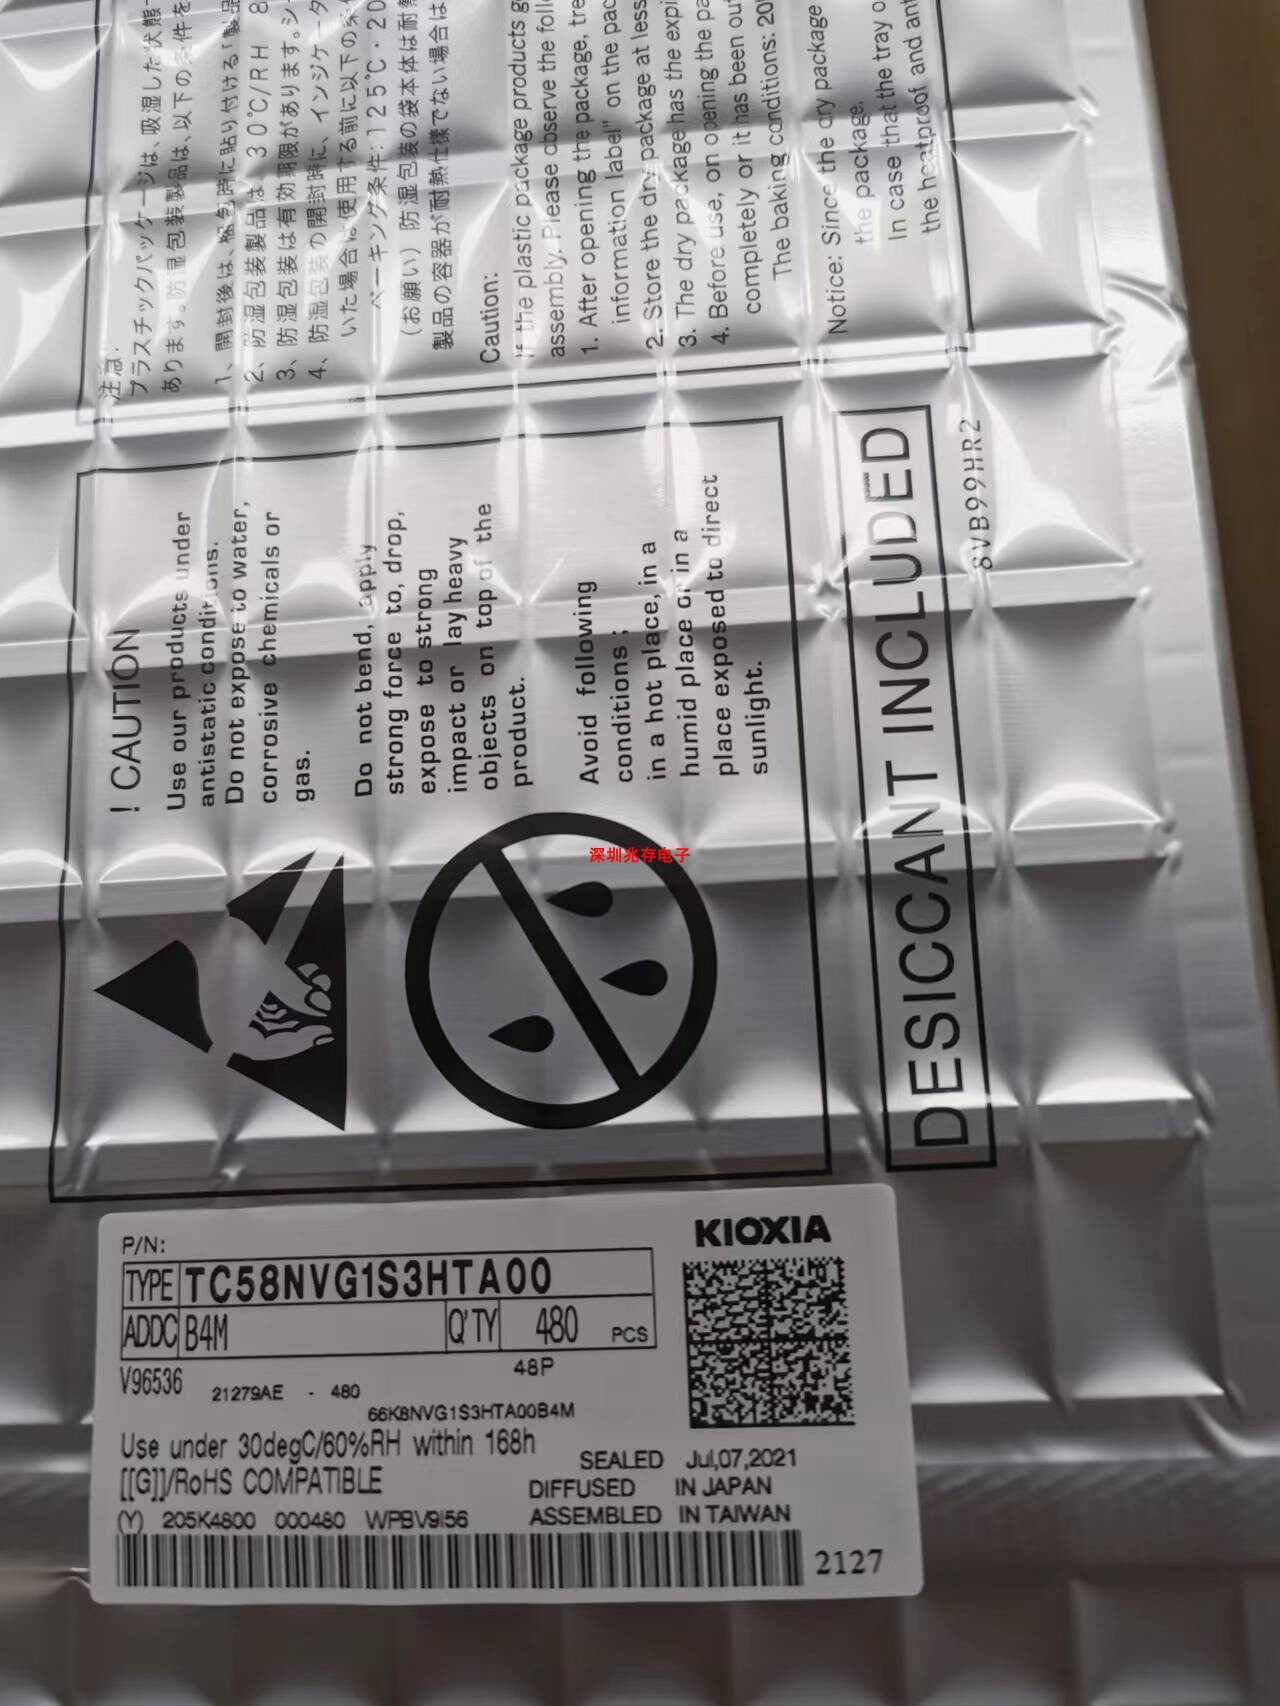 注意:
プラスチックパッケージは、吸湿した状態
あります。防湿包装製品は、以下の条件を
1、開封後は、梱包時に貼り付ける「製品
2、防湿包装製品は、30℃/RH 8
3、防湿包装は有効期限があります。シ
4、防湿包装の開封時に、インジケータ
いた場合は使用する前に以下の条件
ベーキング条件:125℃・20
(お願い) 防湿包装の袋本体は耐熱
製品の容器が耐熱仕様でない場合は
Caution:
If the plastic package products g
assembly. Please observe the foll
1. After opening the package, tre
information label" on the pac
2. Store the dry package at less
3. The dry package has the expi
4. Before use, on opening the pa
completely or it has been out
The baking conditions: 20%
Notice: Since the dry package
the package.
In case that the tray o
the heatproof and ant
! CAUTION
Use our products under
antistatic conditions.
Do not expose to water,
corrosive chemicals or
gas.
Do not bend, apply
strong force to, drop,
expose to strong
impact or lay heavy
objects on top of the
product.
Avoid following
conditions ;
in a hot place, in a
humid place or in a
place exposed to direct
sunlight.
DESICCANT INCLUDED
8VB99HR2
深圳兆存电子
KIOXIA
P/N:
TYPE TC58NVG1S3HTA00
ADDC B4M Q'TY 480 PCS
V96536 48P
21279AE - 480
66K8NVG1S3HTA00B4M
Use under 30degC/60%RH within 168h
SEALED Jul,07,2021
[[G]]/RoHS COMPATIBLE
DIFFUSED IN JAPAN
(Y) 205K4800 000480 WPBV9I56
ASSEMBLED IN TAIWAN
2127